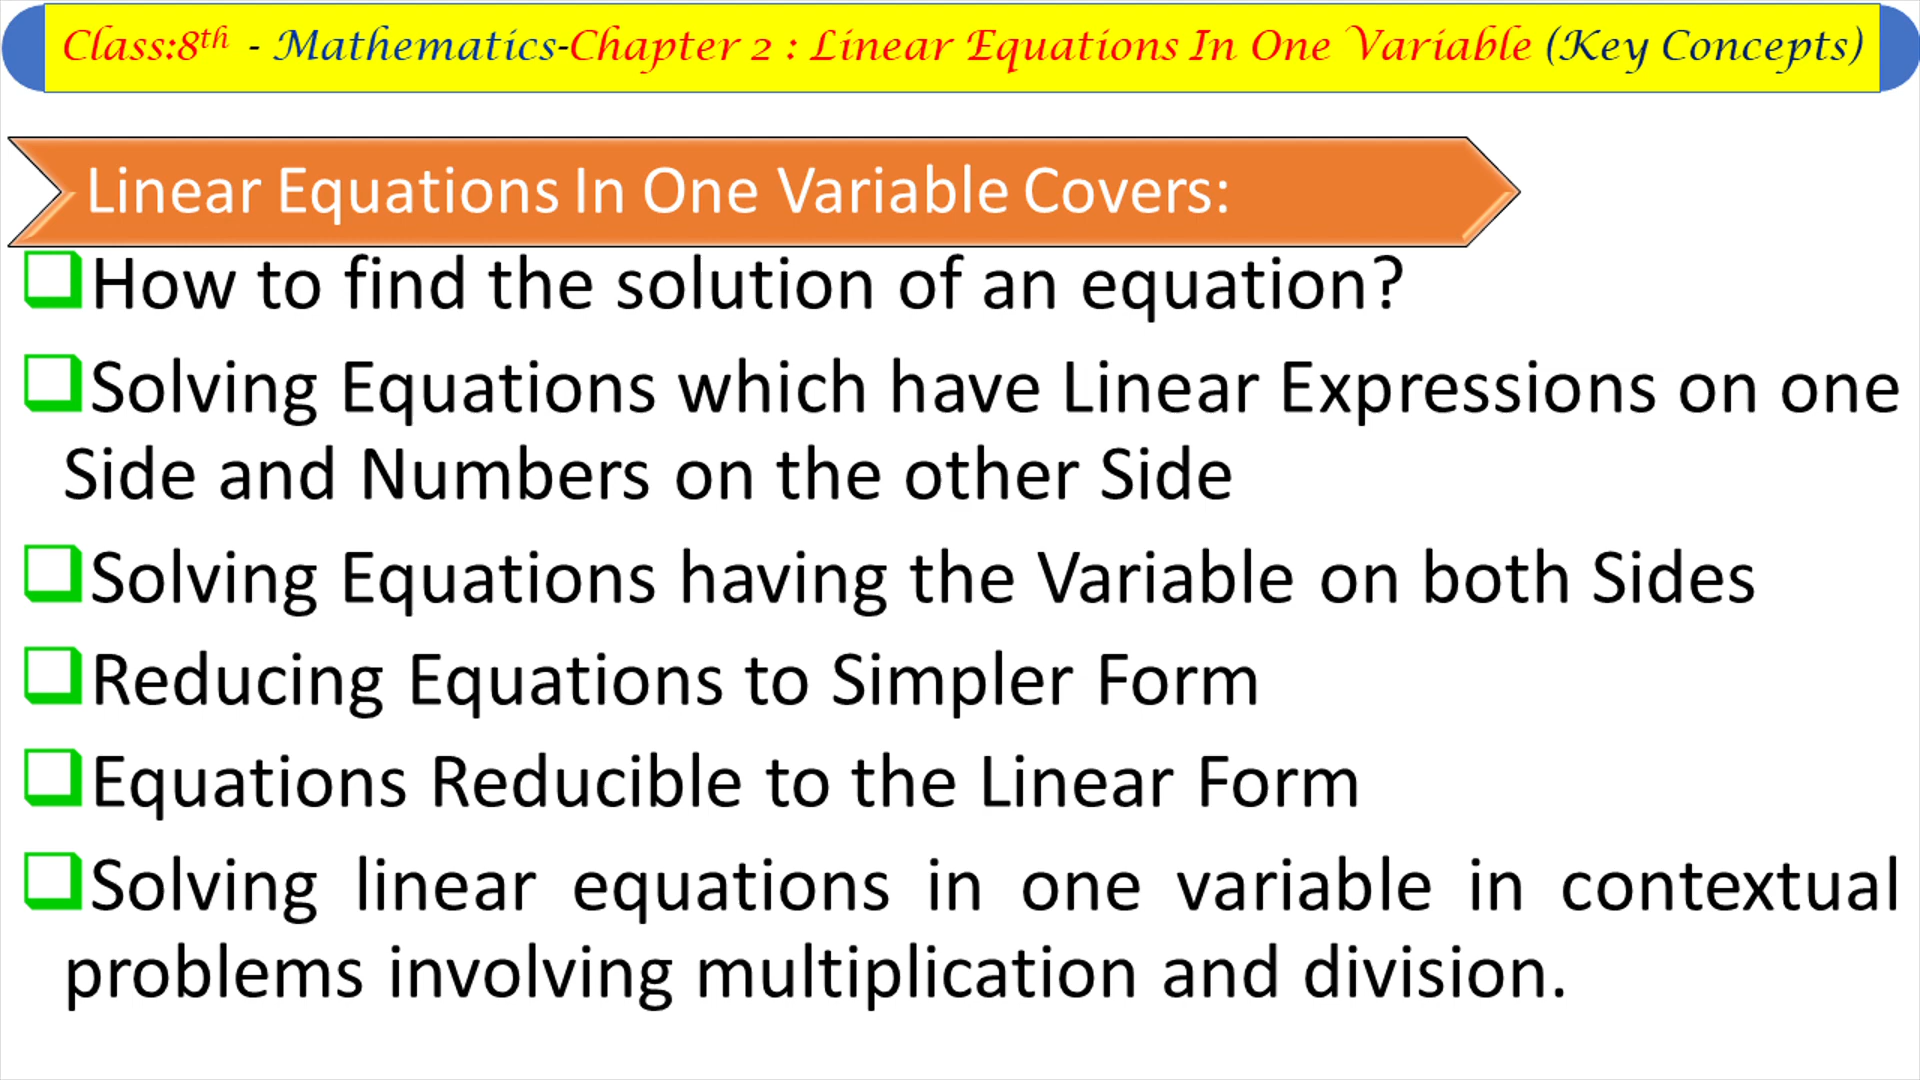 Class:8th - Mathematics-Chapter 2 : Linear Equations In One Variable (Key Concepts)
Linear Equations In One Variable Covers:
How to find the solution of an equation?
Solving Equations which have Linear Expressions on one
Side and Numbers on the other Side
Solving Equations having the Variable on both Sides
Reducing Equations to Simpler Form
Equations Reducible to the Linear Form
Solving linear equations in one variable in contextual
problems involving multiplication and division.